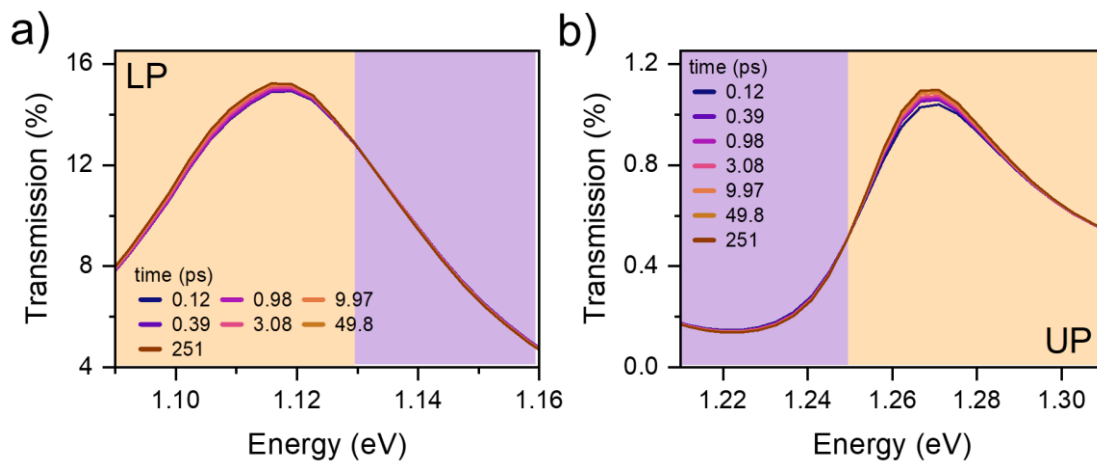 a)
LP
Transmission (%)
16
12
8
4
time (ps)
0.12 0.98 9.97
0.39 3.08 49.8
251
1.10 1.12 1.14 1.16
Energy (eV)
b)
UP
Transmission (%)
1.2
0.8
0.4
0.0
time (ps)
0.12
0.39
0.98
3.08
9.97
49.8
251
1.22 1.24 1.26 1.28 1.30
Energy (eV)